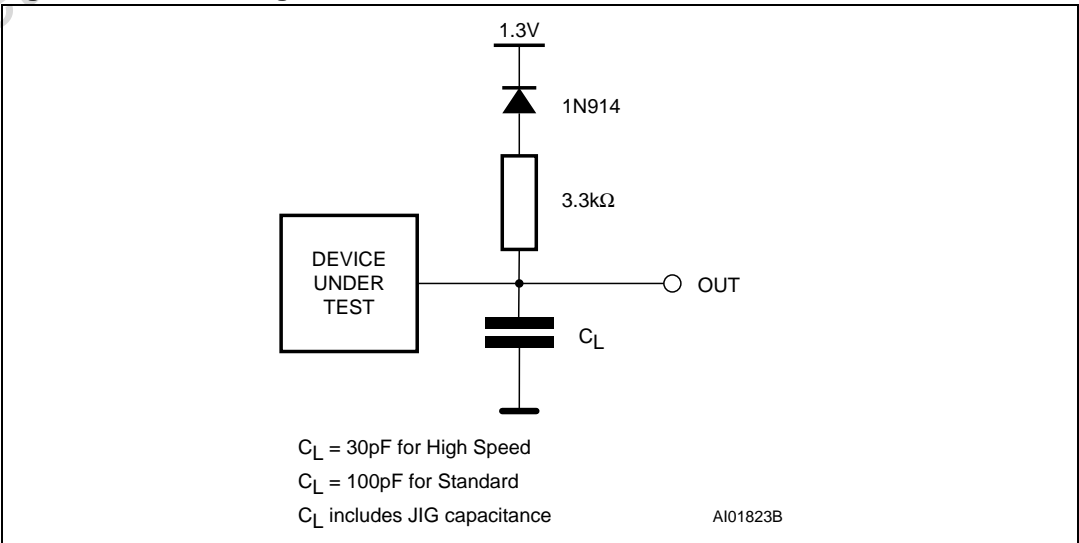 1.3V
1N914
3.3kΩ
DEVICE
UNDER
TEST
OUT
CL
CL = 30pF for High Speed
CL = 100pF for Standard
CL includes JIG capacitance
AI01823B